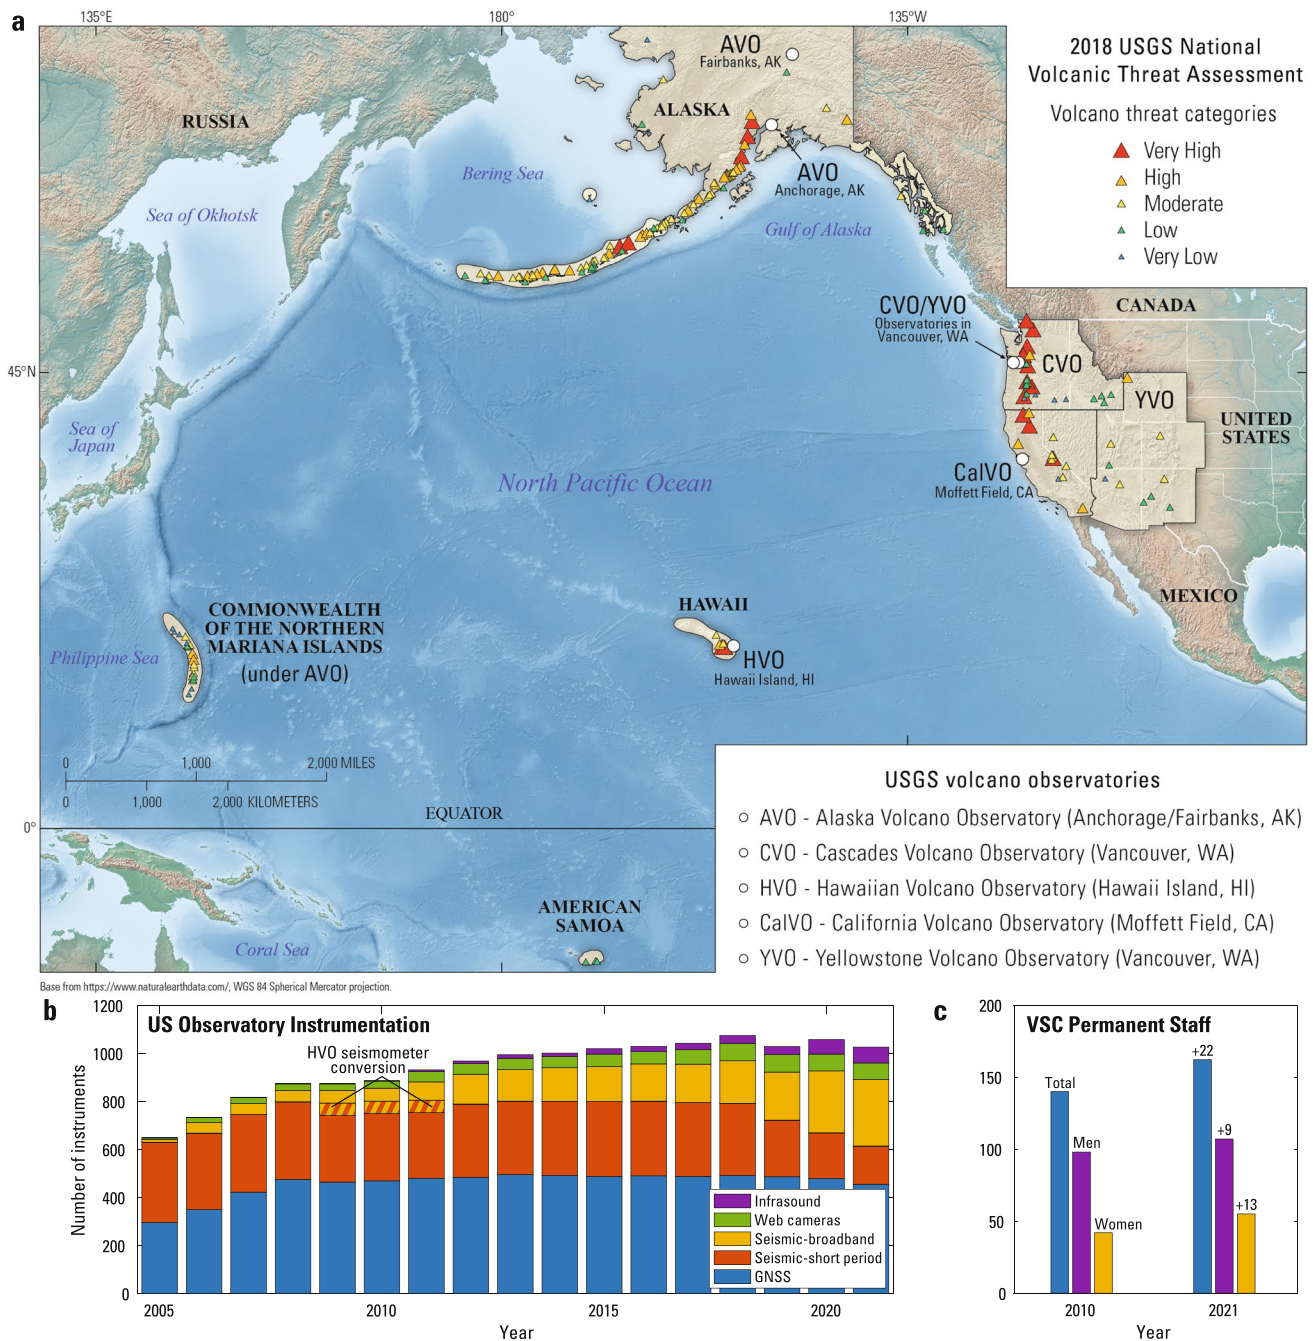 a
135°E
180°
135°W
2018 USGS National
Volcanic Threat Assessment
Volcano threat categories
Very High
High
Moderate
Low
Very Low
AVO
Fairbanks, AK
ALASKA
RUSSIA
Bering Sea
AVO
Anchorage, AK
Sea of Okhotsk
Gulf of Alaska
CVO/YVO
Observatories in
Vancouver, WA
CANADA
CVO
45°N
YVO
UNITED
STATES
Sea of
Japan
North Pacific Ocean
CalVO
Moffett Field, CA
MEXICO
COMMONWEALTH
OF THE NORTHERN
MARIANA ISLANDS
(under AVO)
Philippine Sea
HAWAII
HVO
Hawaii Island, HI
0 1,000 2,000 MILES
0 1,000 2,000 KILOMETERS
EQUATOR
0°
USGS volcano observatories
AVO - Alaska Volcano Observatory (Anchorage/Fairbanks, AK)
CVO - Cascades Volcano Observatory (Vancouver, WA)
HVO - Hawaiian Volcano Observatory (Hawaii Island, HI)
CalVO - California Volcano Observatory (Moffett Field, CA)
YVO - Yellowstone Volcano Observatory (Vancouver, WA)
AMERICAN
SAMOA
Coral Sea
Base from https://www.naturalearthdata.com/, WGS 84 Spherical Mercator projection.
b
US Observatory Instrumentation
HVO seismometer
conversion
Number of instruments
1200
1000
800
600
400
200
0
Infrasound
Web cameras
Seismic-broadband
Seismic-short period
GNSS
2005 2010 2015 2020
Year
c
VSC Permanent Staff
200
150
100
50
0
Total
Men
Women
+22
+9
+13
2010 2021
Year